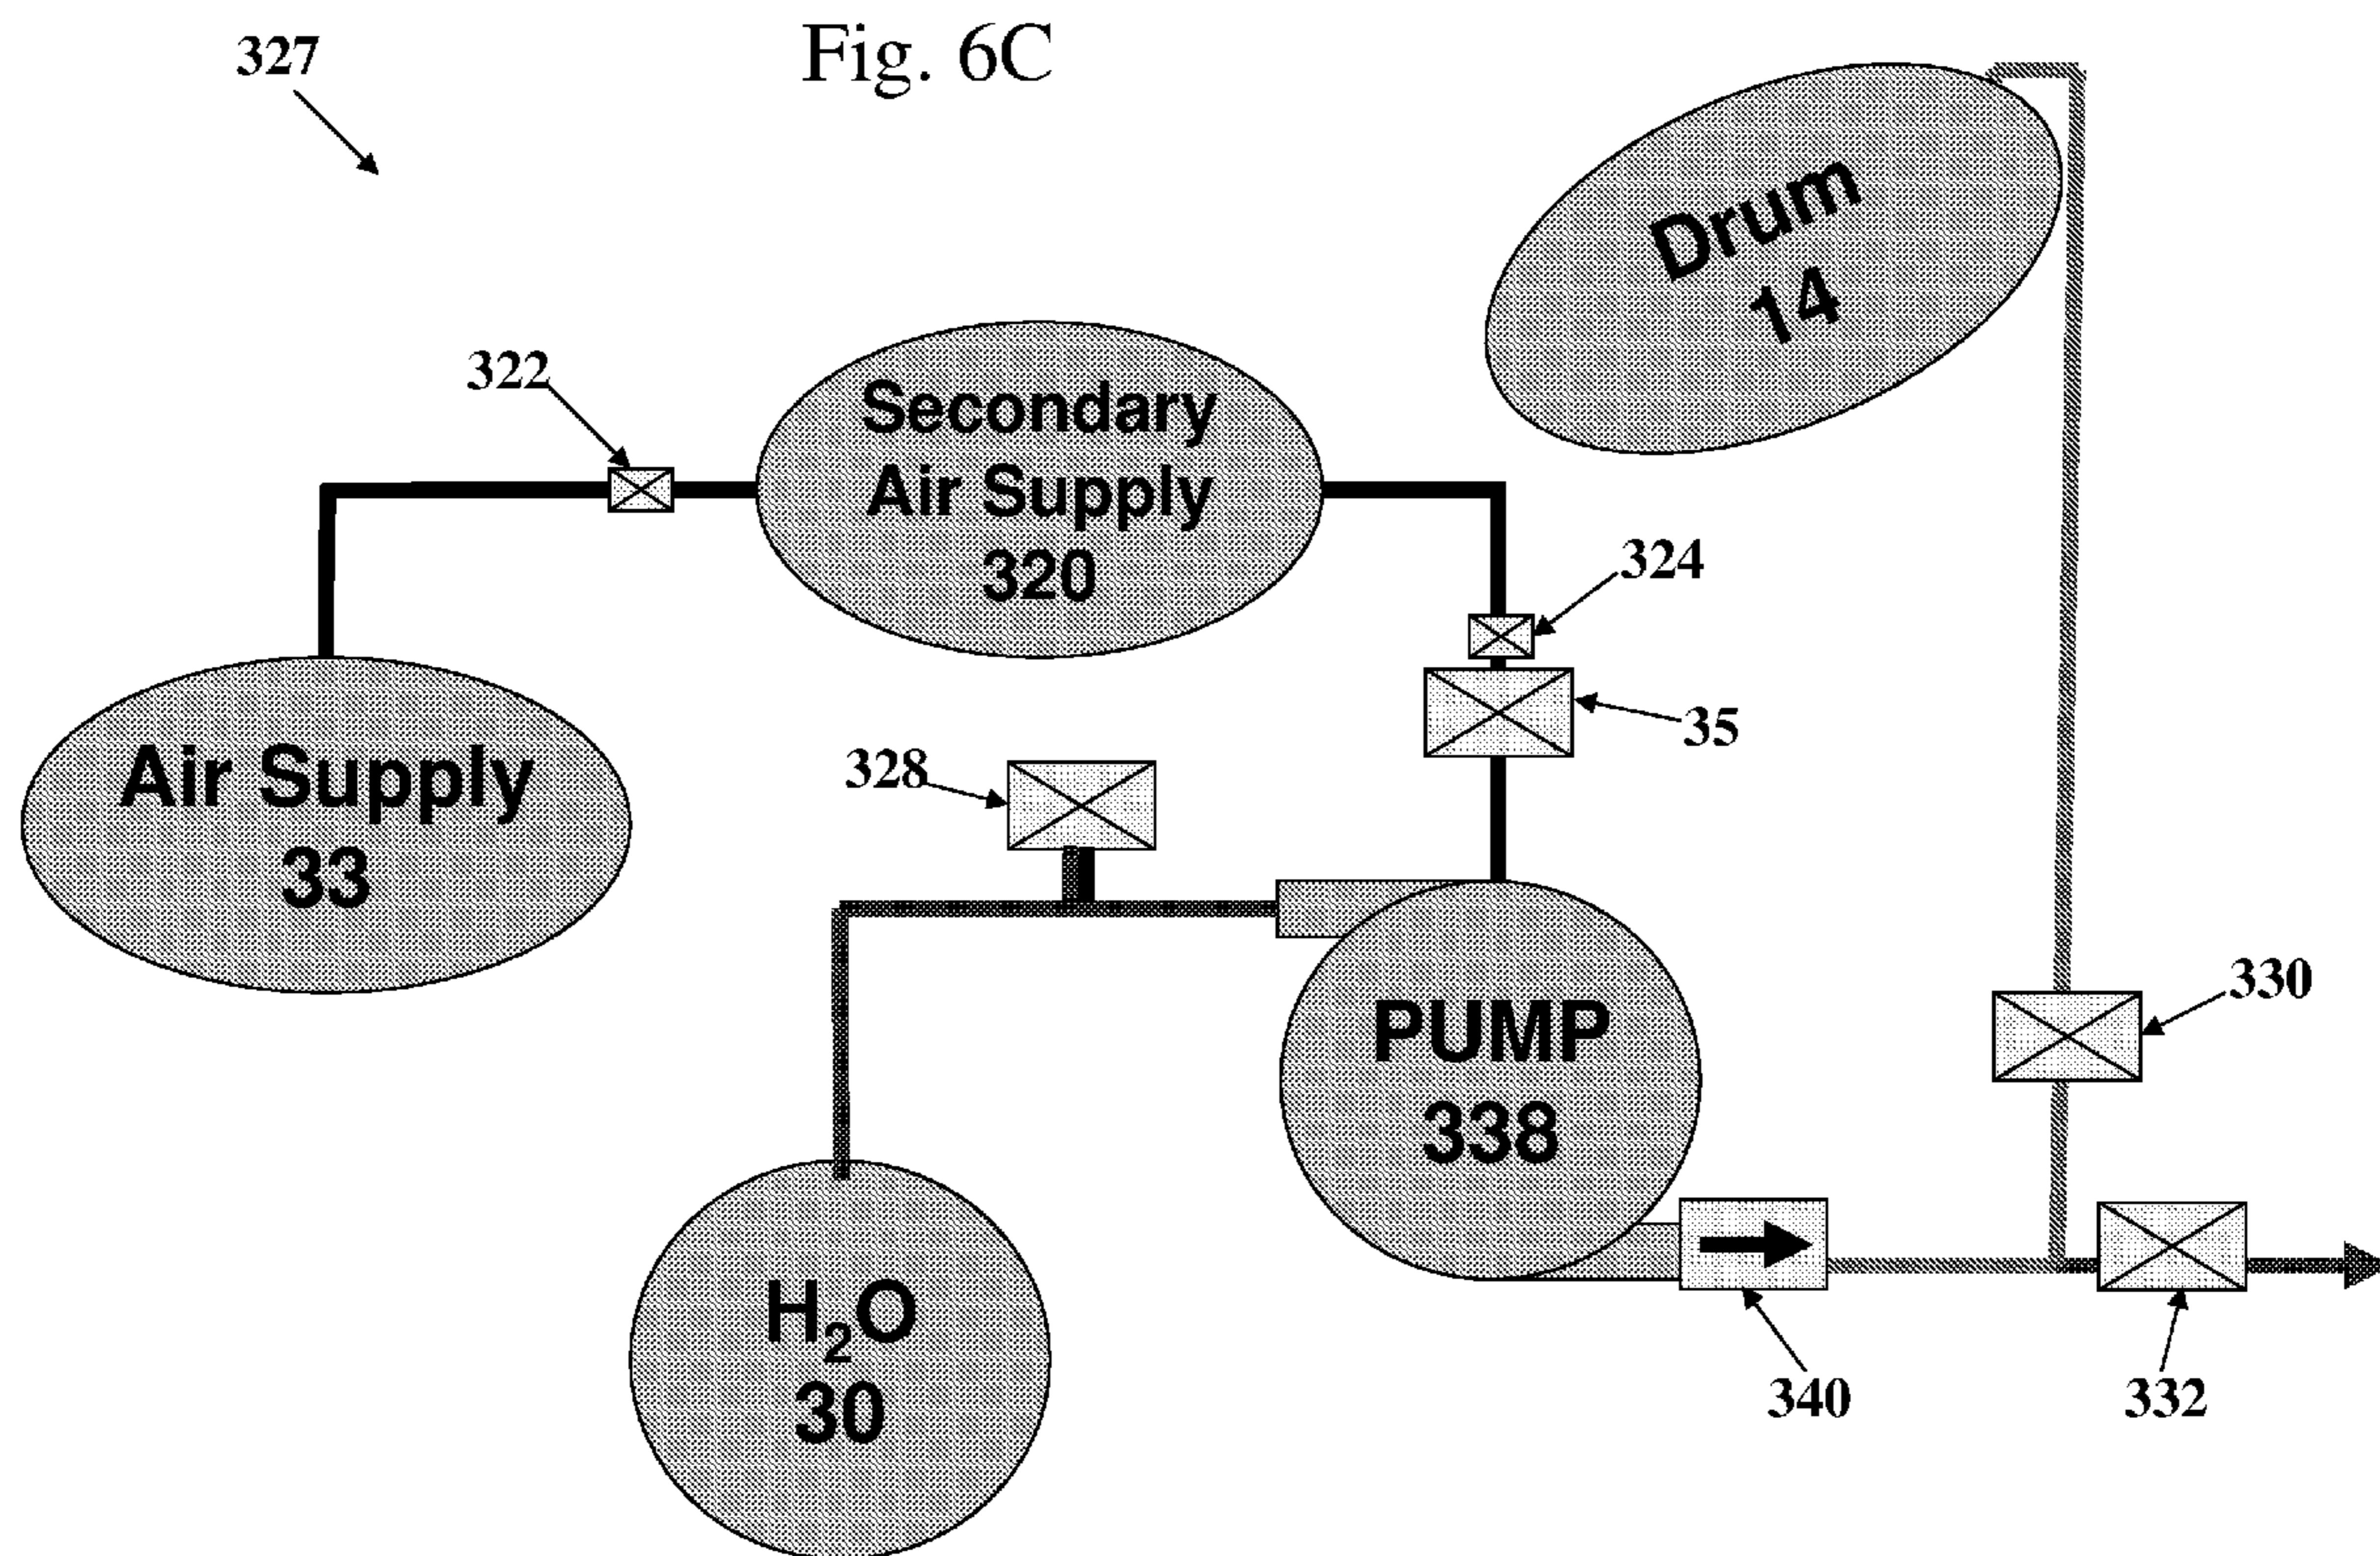 Fig. 6C
327
Drum
14
322
Secondary
Air Supply
320
324
35
Air Supply
33
328
330
PUMP
338
H₂O
30
340
332